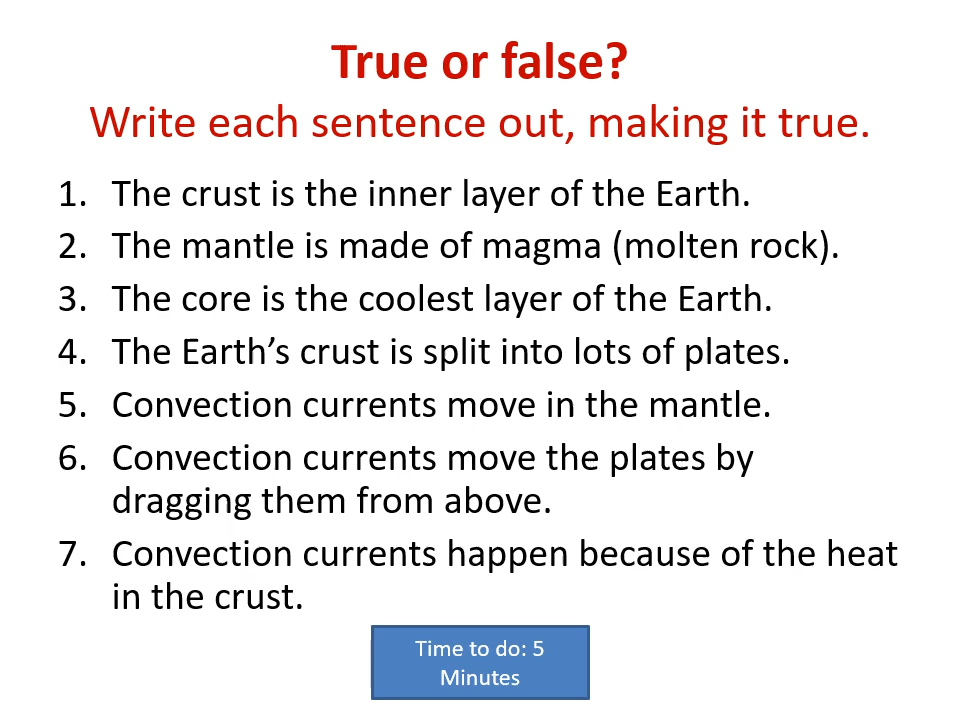 True or false?
Write each sentence out, making it true.
1. The crust is the inner layer of the Earth.
2. The mantle is made of magma (molten rock).
3. The core is the coolest layer of the Earth.
4. The Earth’s crust is split into lots of plates.
5. Convection currents move in the mantle.
6. Convection currents move the plates by
dragging them from above.
7. Convection currents happen because of the heat
in the crust.
Time to do: 5
Minutes